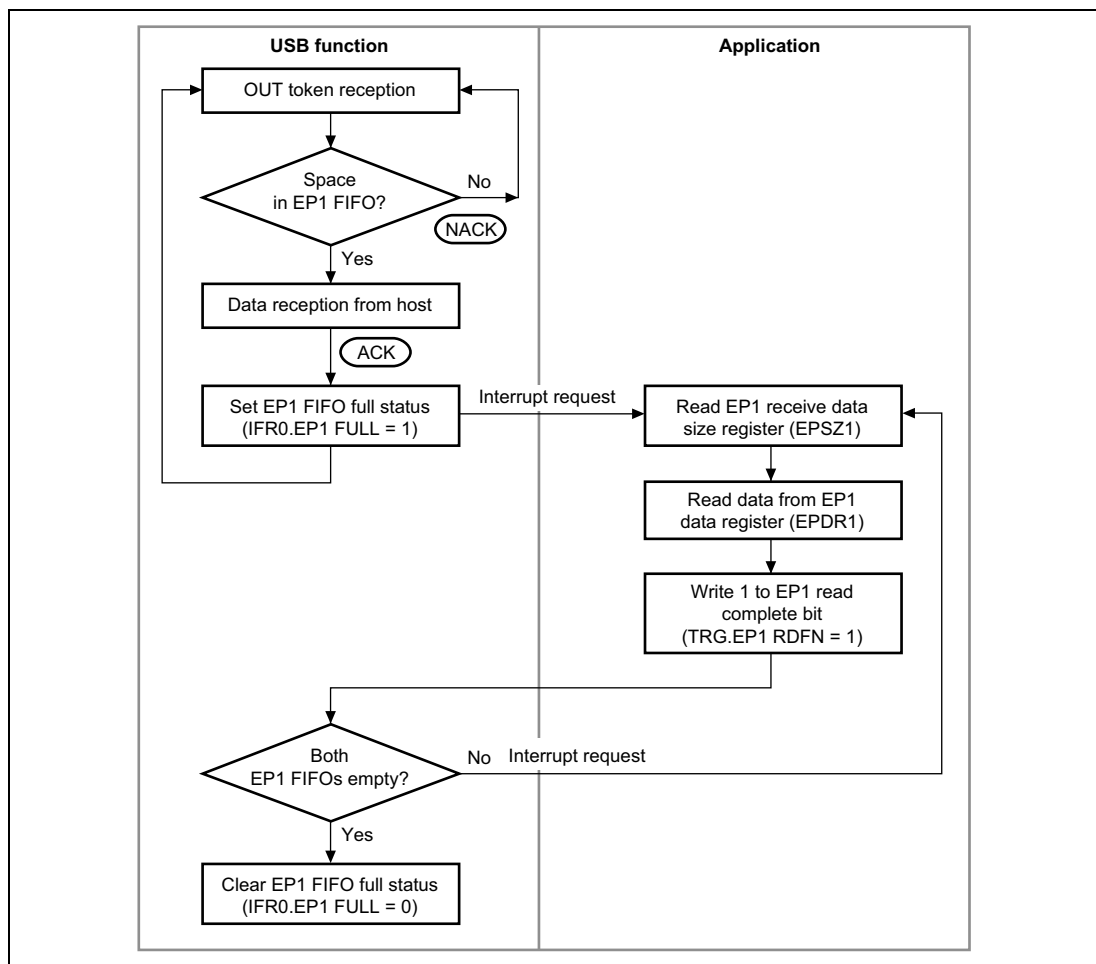 USB function
Application
OUT token reception
Space
in EP1 FIFO?
No
NACK
Yes
Data reception from host
ACK
Set EP1 FIFO full status
(IFR0.EP1 FULL = 1)
Interrupt request
Read EP1 receive data
size register (EPSZ1)
Read data from EP1
data register (EPDR1)
Write 1 to EP1 read
complete bit
(TRG.EP1 RDFN = 1)
Both
EP1 FIFOs empty?
No
Interrupt request
Yes
Clear EP1 FIFO full status
(IFR0.EP1 FULL = 0)